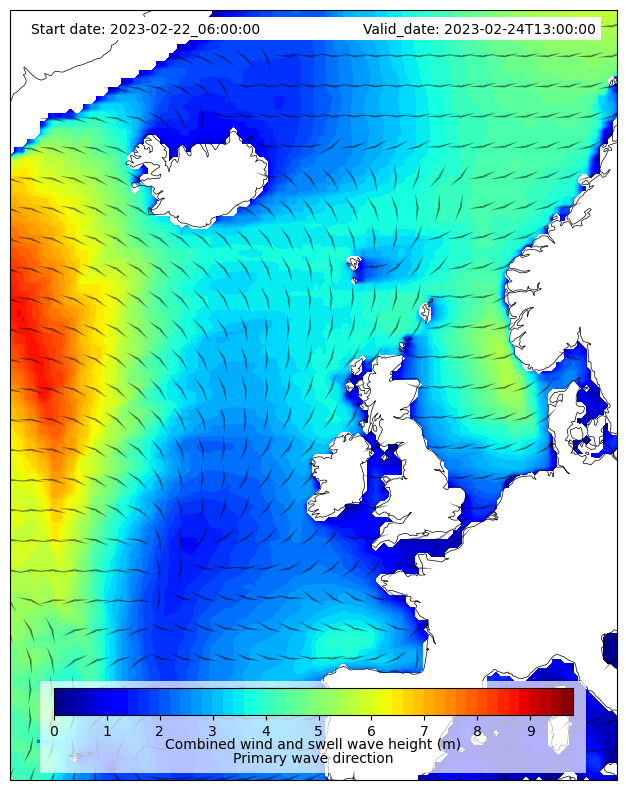 Start date: 2023-02-22_06:00:00 Valid_date: 2023-02-24T13:00:00
0 1 2 3 4 5 6 7 8 9
Combined wind and swell wave height (m)
Primary wave direction